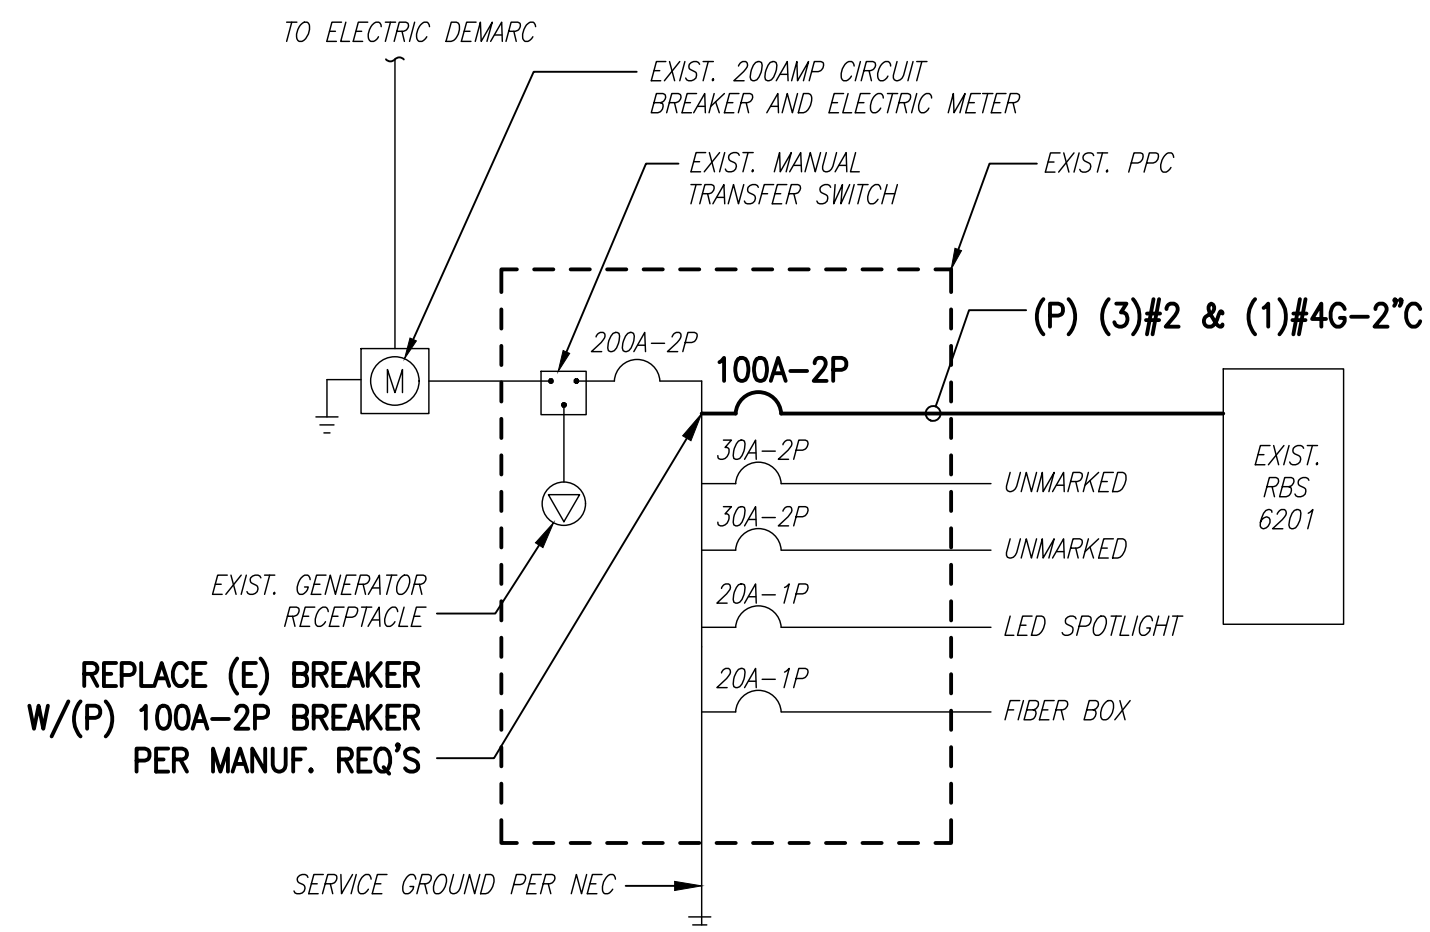 TO ELECTRIC DEMARC
EXIST. 200AMP CIRCUIT
BREAKER AND ELECTRIC METER
EXIST. MANUAL
TRANSFER SWITCH
EXIST. PPC
(P) (3)#2 & (1)#4G-2"C
200A-2P
100A-2P
M
30A-2P
UNMARKED
30A-2P
UNMARKED
20A-1P
LED SPOTLIGHT
20A-1P
FIBER BOX
EXIST.
RBS
6201
EXIST. GENERATOR
RECEPTACLE
REPLACE (E) BREAKER
W/(P) 100A-2P BREAKER
PER MANUF. REQ'S
SERVICE GROUND PER NEC